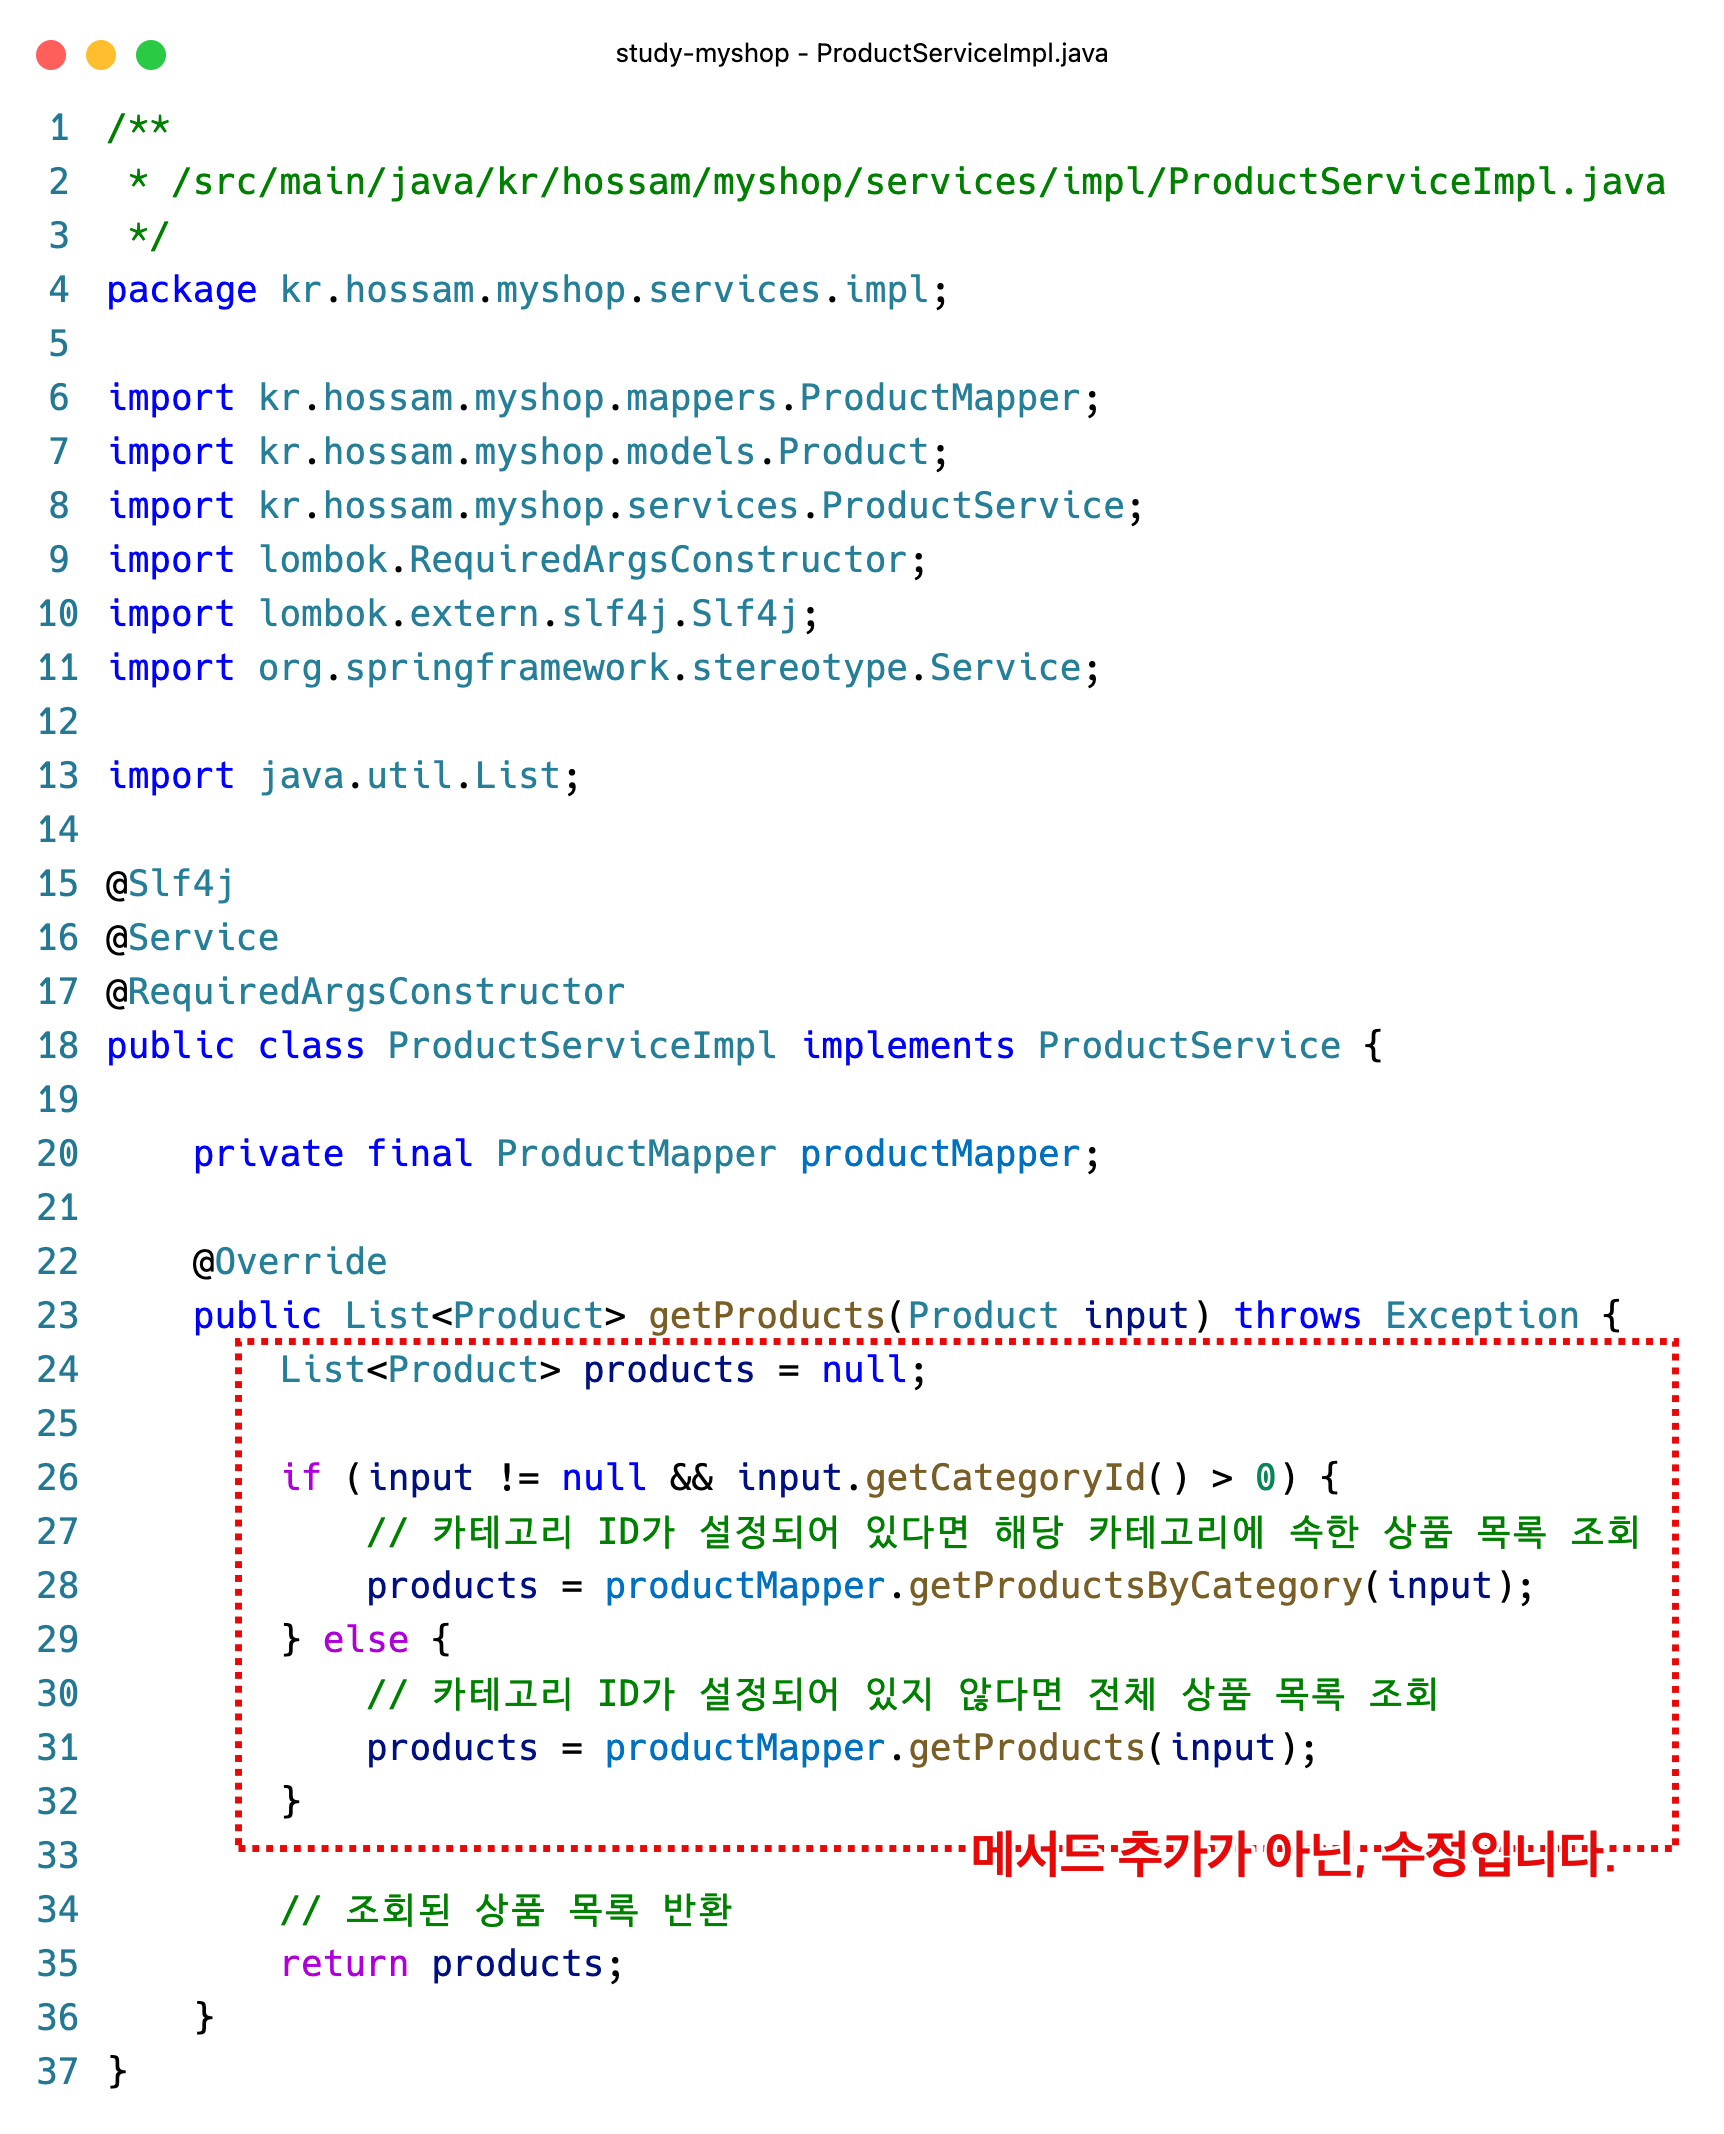 study-myshop - ProductServiceImpl.java
1 /**
2  * /src/main/java/kr/hossam/myshop/services/impl/ProductServiceImpl.java
3  */
4 package kr.hossam.myshop.services.impl;
5
6 import kr.hossam.myshop.mappers.ProductMapper;
7 import kr.hossam.myshop.models.Product;
8 import kr.hossam.myshop.services.ProductService;
9 import lombok.RequiredArgsConstructor;
10 import lombok.extern.slf4j.Slf4j;
11 import org.springframework.stereotype.Service;
12
13 import java.util.List;
14
15 @Slf4j
16 @Service
17 @RequiredArgsConstructor
18 public class ProductServiceImpl implements ProductService {
19
20     private final ProductMapper productMapper;
21
22     @Override
23     public List<Product> getProducts(Product input) throws Exception {
24         List<Product> products = null;
25
26         if (input != null && input.getCategoryId() > 0) {
27             // 카테고리 ID가 설정되어 있다면 해당 카테고리에 속한 상품 목록 조회
28             products = productMapper.getProductsByCategory(input);
29         } else {
30             // 카테고리 ID가 설정되어 있지 않다면 전체 상품 목록 조회
31             products = productMapper.getProducts(input);
32         }
33
메서드 추가가 아닌, 수정입니다.
34         // 조회된 상품 목록 반환
35         return products;
36     }
37 }